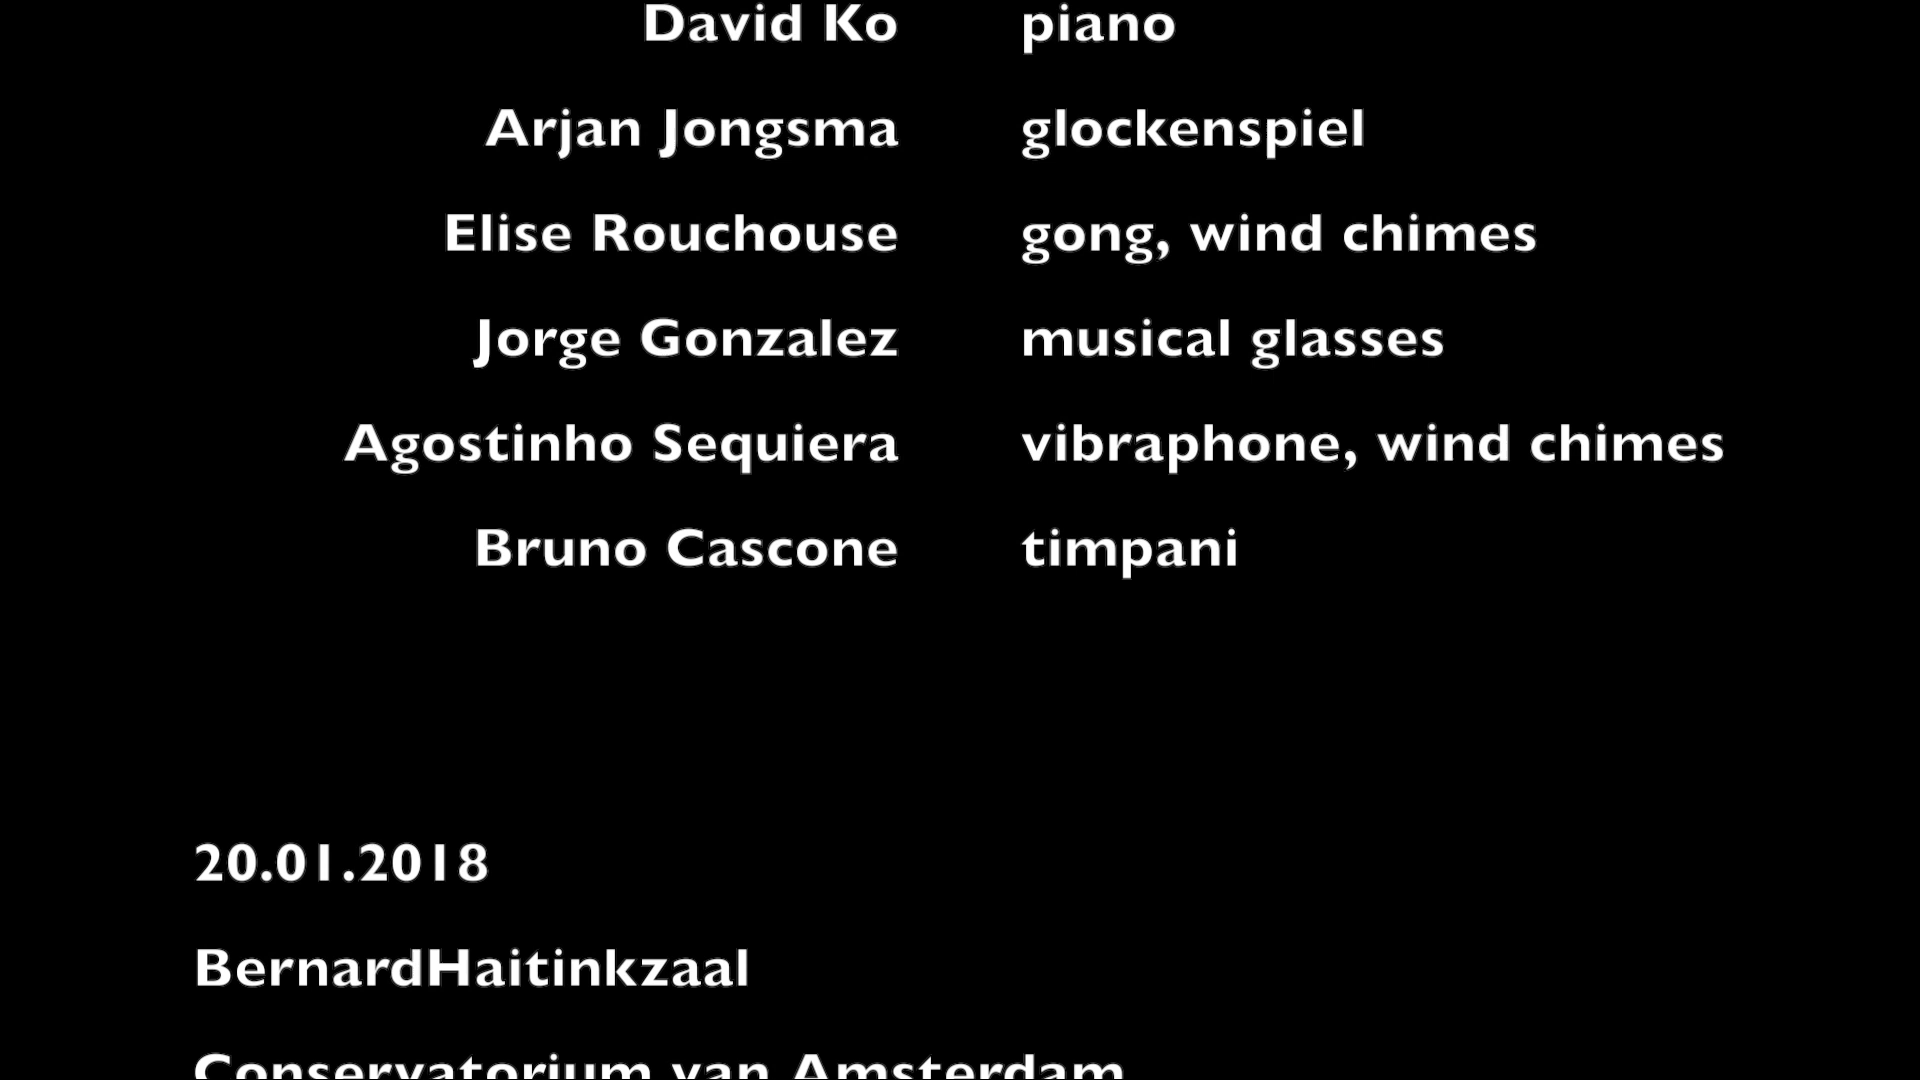 David Ko piano
Arjan Jongsma glockenspiel
Elise Rouchouse gong, wind chimes
Jorge Gonzalez musical glasses
Agostinho Sequiera vibraphone, wind chimes
Bruno Cascone timpani
20.01.2018
BernardHaitinkzaal
Conservatorium van Amsterdam